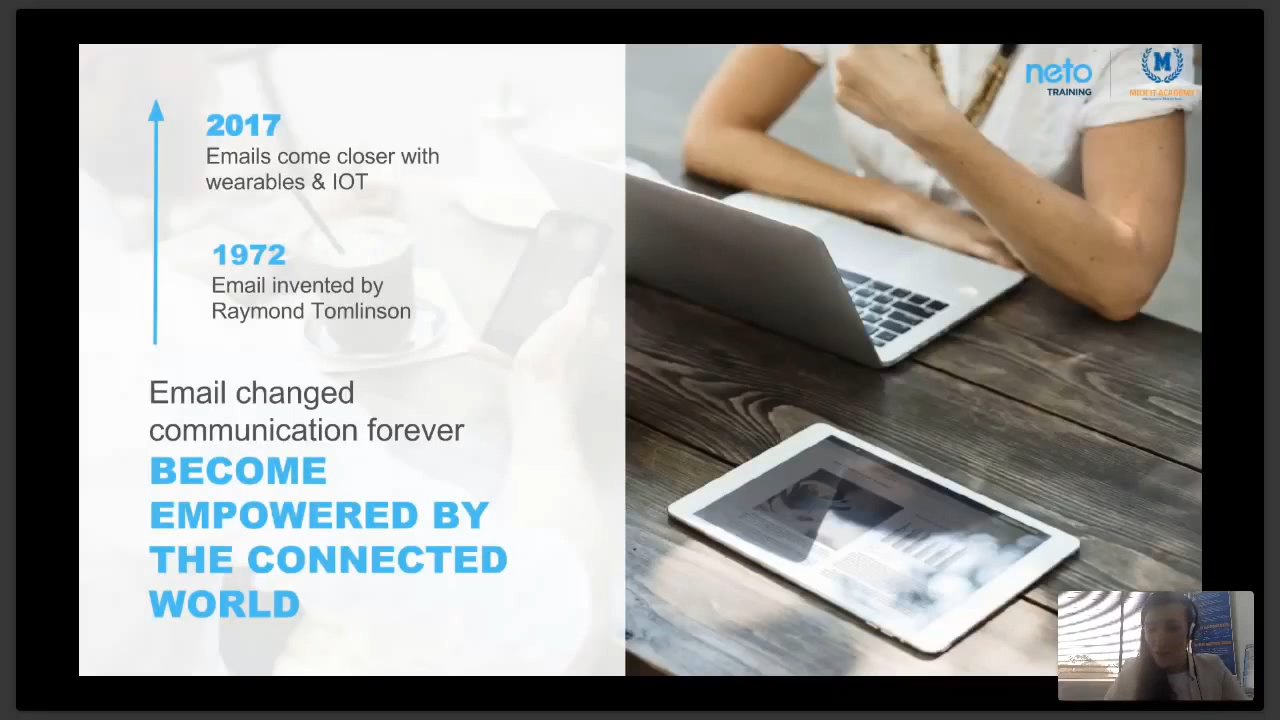 neto
TRAINING
M
2017
Emails come closer with
wearables & IOT
1972
Email invented by
Raymond Tomlinson
Email changed
communication forever
BECOME
EMPOWERED BY
THE CONNECTED
WORLD